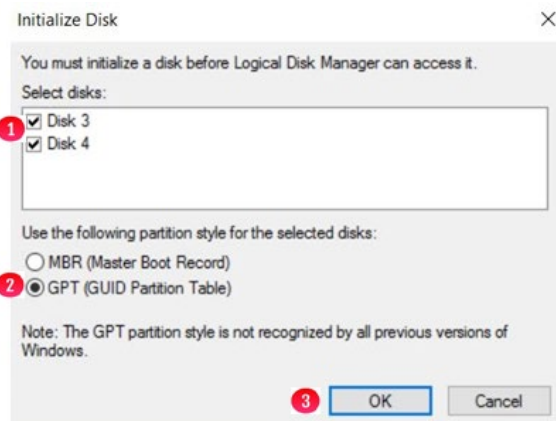 Initialize Disk
You must initialize a disk before Logical Disk Manager can access it.
Select disks:
1 Disk 3
Disk 4
Use the following partition style for the selected disks:
MBR (Master Boot Record)
2 GPT (GUID Partition Table)
Note: The GPT partition style is not recognized by all previous versions of
Windows.
3 OK Cancel